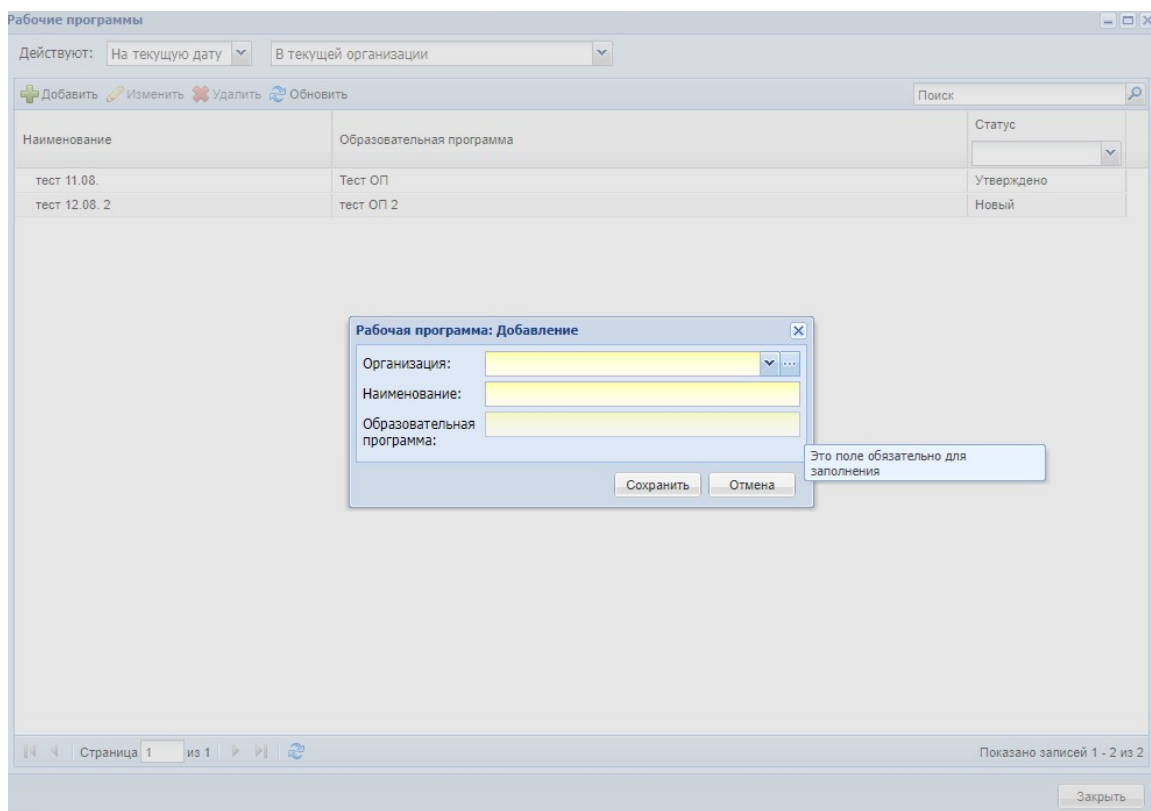 Рабочие программы
Действуют: На текущую дату В текущей организации
Добавить Изменить Удалить Обновить Поиск
Наименование Образовательная программа Статус
тест 11.08. Тест ОП Утверждено
тест 12.08. 2 тест ОП 2 Новый
Рабочая программа: Добавление
Организация:
Наименование:
Образовательная
программа:
Это поле обязательно для
заполнения
Сохранить Отмена
Страница 1 из 1 Показано записей 1 - 2 из 2
Закрыть